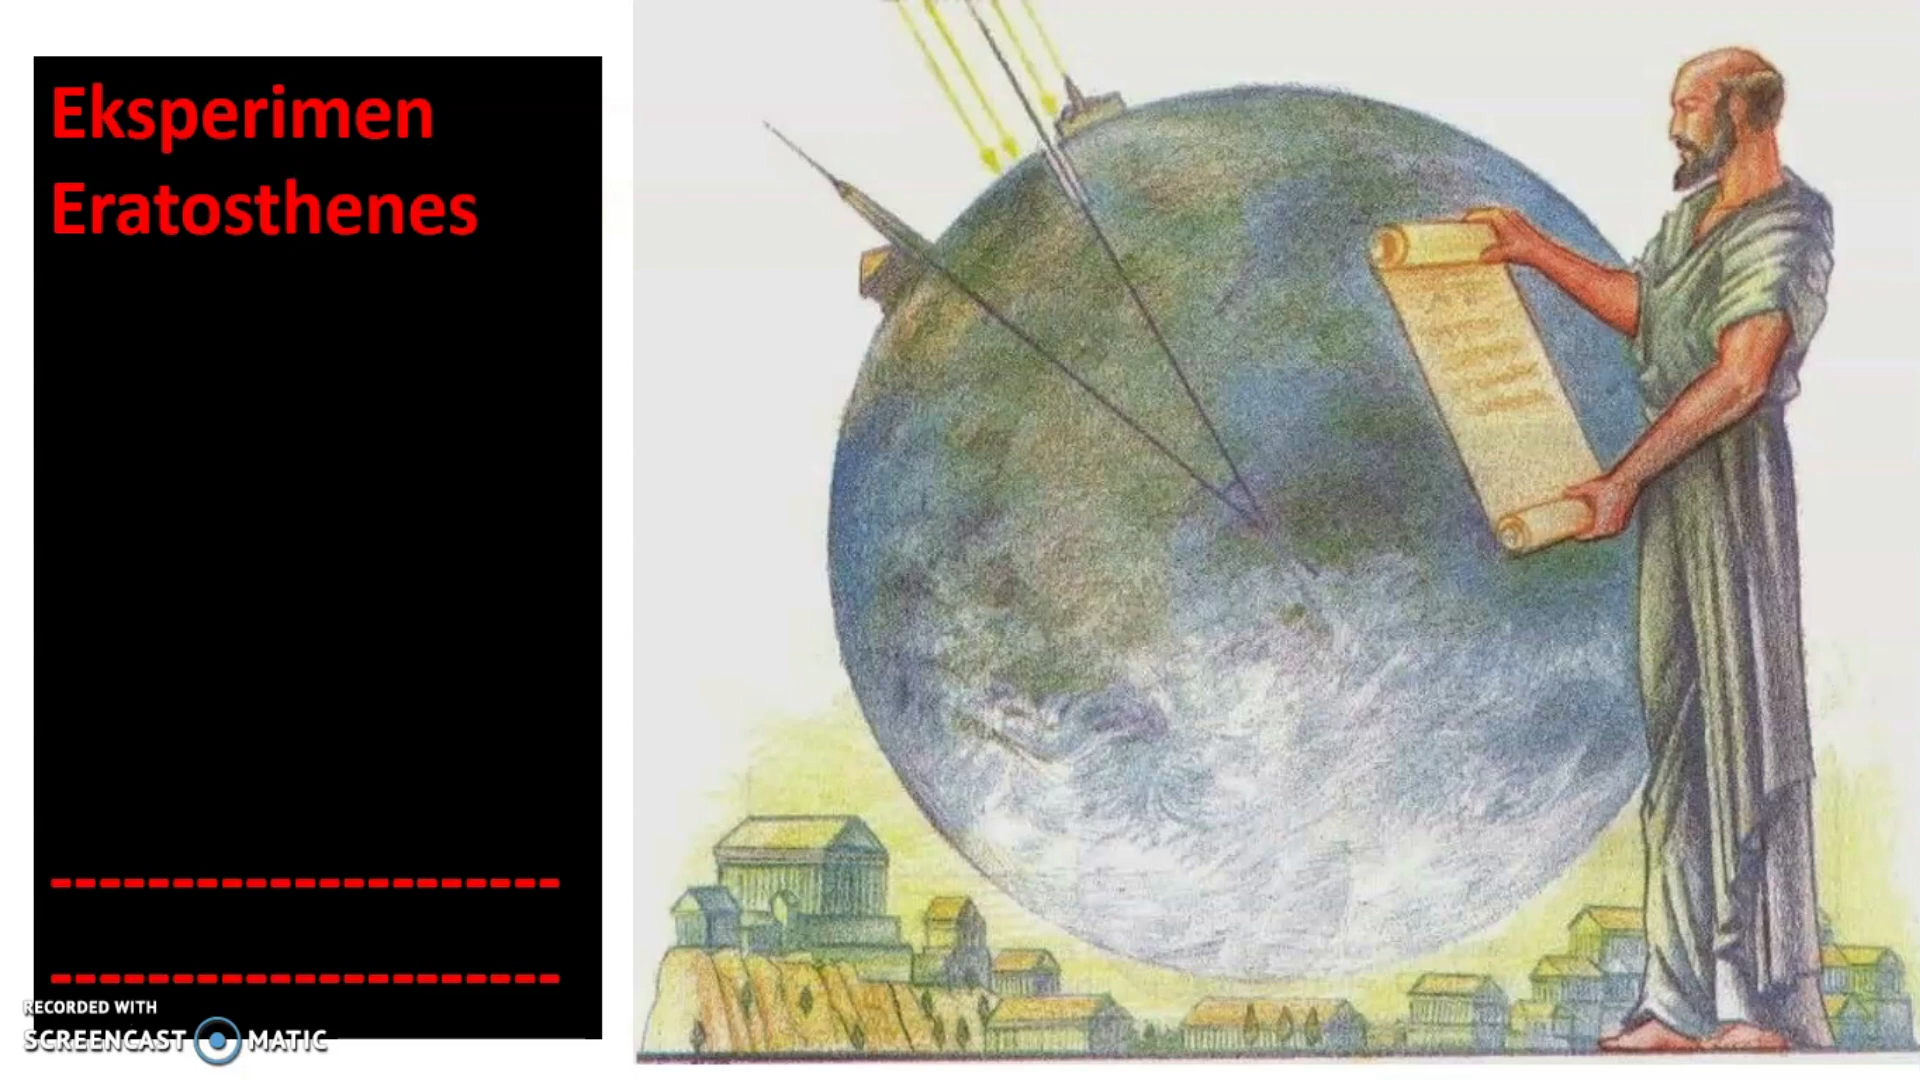 Eksperimen
Eratosthenes
---------------------
---------------------
RECORDED WITH
SCREENCAST MATIC